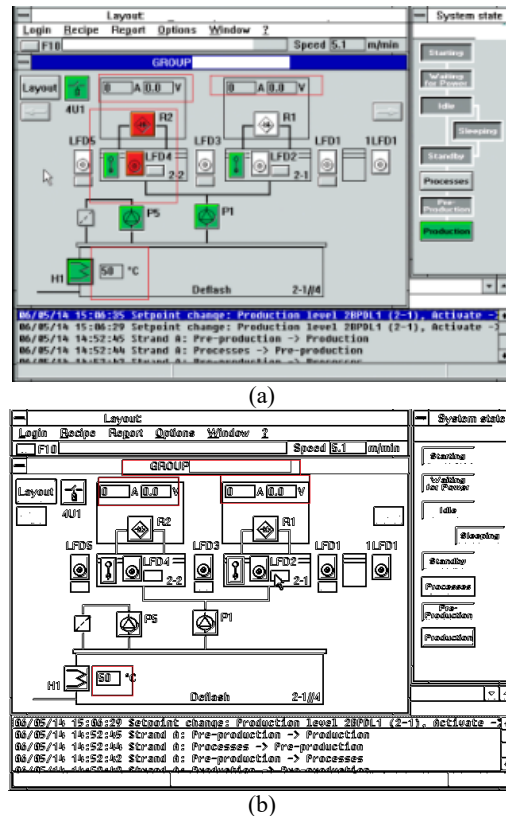 Layout: System state
Login Recipe Report Options Window ?
F10 Speed 5.1 m/min
GROUP
Layout 0 A 0.0 V 0 A 0.0 V
4U1 R2 R1
LFD5 LFD4 LFD3 LFD2 LFD1 1LFD1
2-2 2-1
P5 P1
H1 50 °C
Deflash 2-1//4
Starting
Waiting
for Power
Idle
Sleeping
Standby
Processes
Pre-
Production
Production
06/05/14 15:06:35 Setpoint change: Production level 2BPDL1 (2-1), Activate ->
06/05/14 15:06:29 Setpoint change: Production level 2BPDL1 (2-1), Activate ->
06/05/14 14:52:45 Strand A: Pre-production -> Production
06/05/14 14:52:44 Strand A: Processes -> Pre-production
(a)
Layout: System state
Login Recipe Report Options Window ?
F10 Speed 5.1 m/min
GROUP
Layout 0 A 0.0 V 0 A 0.0 V
4U1 R2 R1
LFD5 LFD4 LFD3 LFD2 LFD1 1LFD1
2-2 2-1
P5 P1
H1 50 °C
Deflash 2-1//4
Starting
Waiting
for Power
Idle
Sleeping
Standby
Processes
Pre-
Production
Production
06/05/14 15:06:29 Setpoint change: Production level 2BPDL1 (2-1), Activate ->
06/05/14 14:52:45 Strand A: Pre-production -> Production
06/05/14 14:52:44 Strand A: Processes -> Pre-production
06/05/14 14:52:42 Strand A: Pre-production -> Processes
(b)